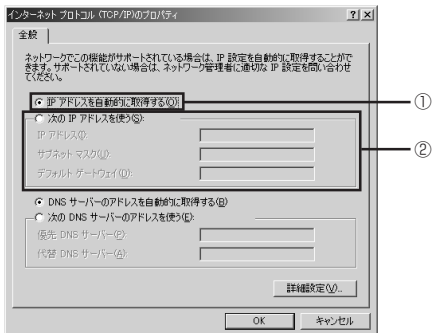 インターネット プロトコル (TCP/IP)のプロパティ
全般
ネットワークでこの機能がサポートされている場合は、IP 設定を自動的に取得することがで
きます。サポートされていない場合は、ネットワーク管理者に適切な IP 設定を問い合わせ
てください。
IP アドレスを自動的に取得する(O)
①
次の IP アドレスを使う(S):
IP アドレス(I):
サブネット マスク(U):
②
デフォルト ゲートウェイ(D):
DNS サーバーのアドレスを自動的に取得する(B)
次の DNS サーバーのアドレスを使う(E):
優先 DNS サーバー(P):
代替 DNS サーバー(A):
詳細設定(V)...
OK
キャンセル